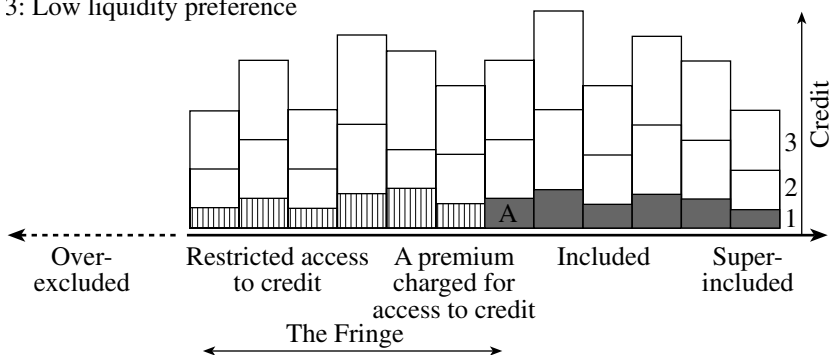 3: Low liquidity preference
Credit
3
2
A
1
Over-
excluded
Restricted access
to credit
A premium
charged for
access to credit
Included
Super-
included
The Fringe